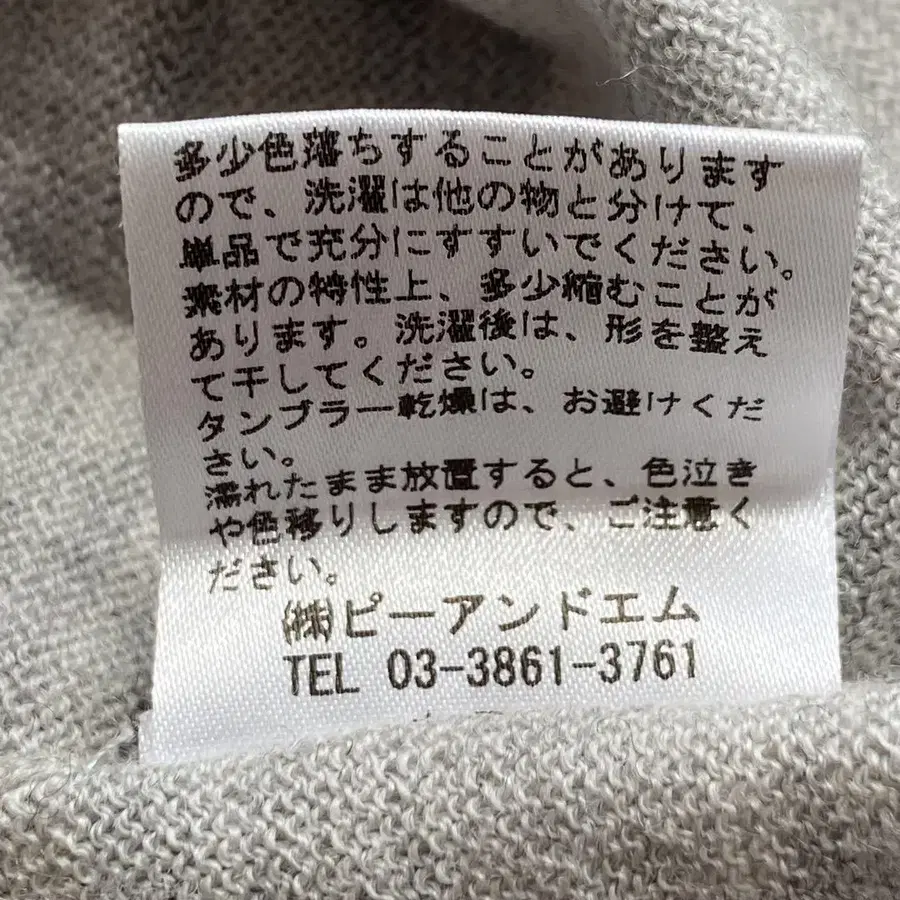 多少色落ちすることがあります
ので、洗濯は他の物と分けて、
単品で充分にすすいでください。
素材の特性上、多少縮むことが
あります。洗濯後は、形を整え
て干してください。
タンブラー乾燥は、お避けくだ
さい。
濡れたまま放置すると、色泣き
や色移りしますので、ご注意く
ださい。
㈱ピーアンドエム
TEL 03-3861-3761